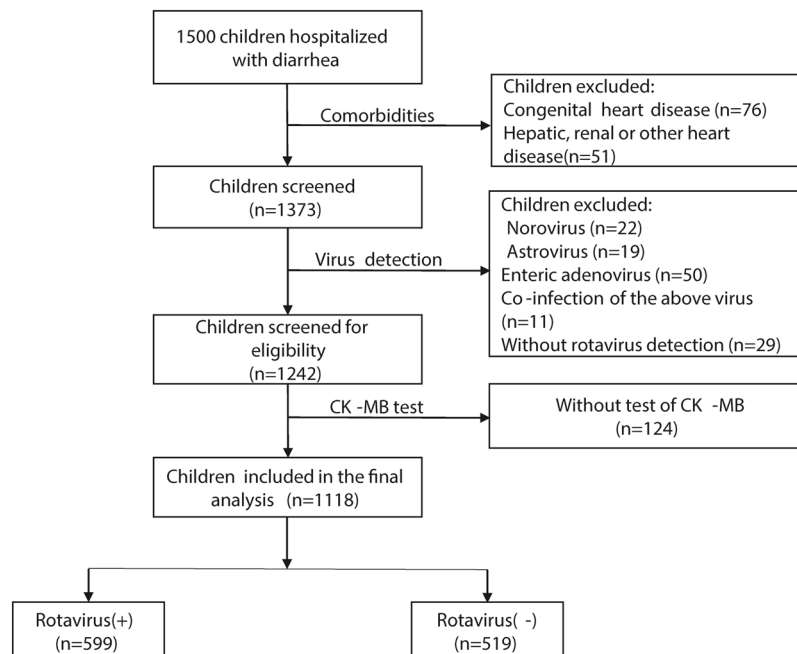 1500 children hospitalized
with diarrhea
Children excluded:
Congenital heart disease (n=76)
Hepatic, renal or other heart
disease(n=51)
Comorbidities
Children screened
(n=1373)
Children excluded:
Norovirus (n=22)
Astrovirus (n=19)
Enteric adenovirus (n=50)
Co-infection of the above virus
(n=11)
Without rotavirus detection (n=29)
Virus detection
Children screened for
eligibility
(n=1242)
CK -MB test
Without test of CK -MB
(n=124)
Children included in the final
analysis (n=1118)
Rotavirus(+)
(n=599)
Rotavirus( -)
(n=519)